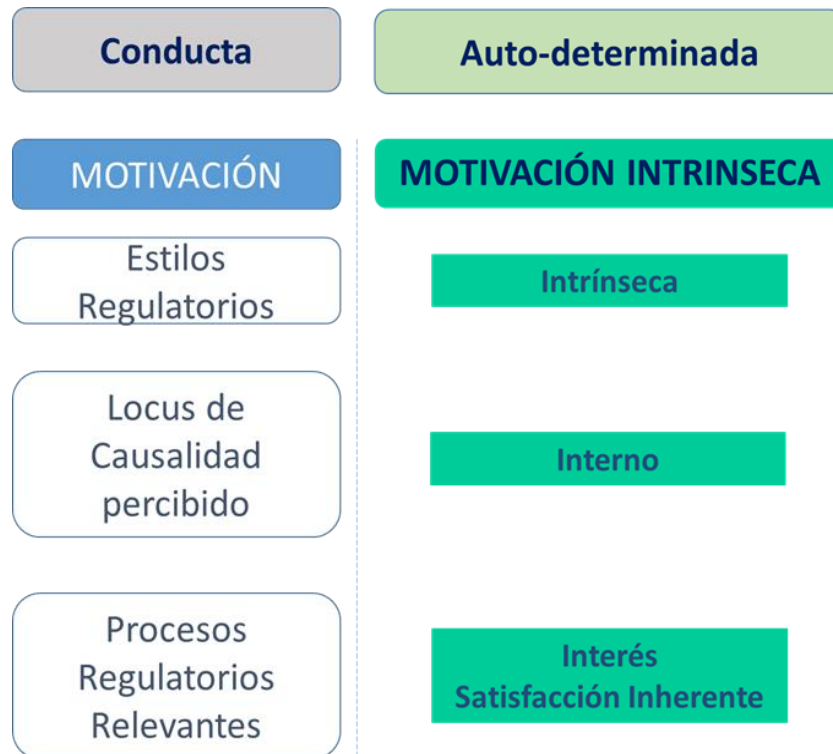 Conducta
Auto-determinada
MOTIVACIÓN
MOTIVACIÓN INTRINSECA
Estilos
Regulatorios
Intrínseca
Locus de
Causalidad
percibido
Interno
Procesos
Regulatorios
Relevantes
Interés
Satisfacción Inherente